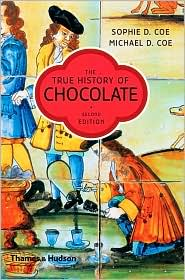 SOPHIE D. COE
MICHAEL D. COE
THE
TRUE HISTORY OF
CHOCOLATE
SECOND
EDITION
Thames & Hudson